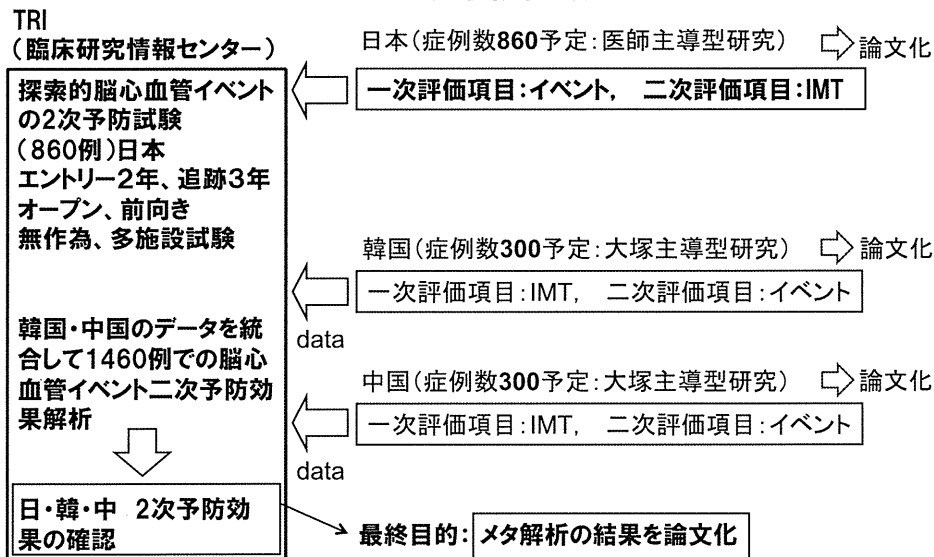 TRI
(臨床研究情報センター)
探索的脳心血管イベント
の2次予防試験
(860例)日本
エントリー2年、追跡3年
オープン、前向き
無作為、多施設試験
韓国・中国のデータを統
合して1460例での脳心
血管イベント二次予防効
果解析
日・韓・中 2次予防効
果の確認
日本(症例数860予定:医師主導型研究) 論文化
一次評価項目:イベント, 二次評価項目:IMT
韓国(症例数300予定:大塚主導型研究) 論文化
一次評価項目:IMT, 二次評価項目:イベント
data
中国(症例数300予定:大塚主導型研究) 論文化
一次評価項目:IMT, 二次評価項目:イベント
data
最終目的: メタ解析の結果を論文化